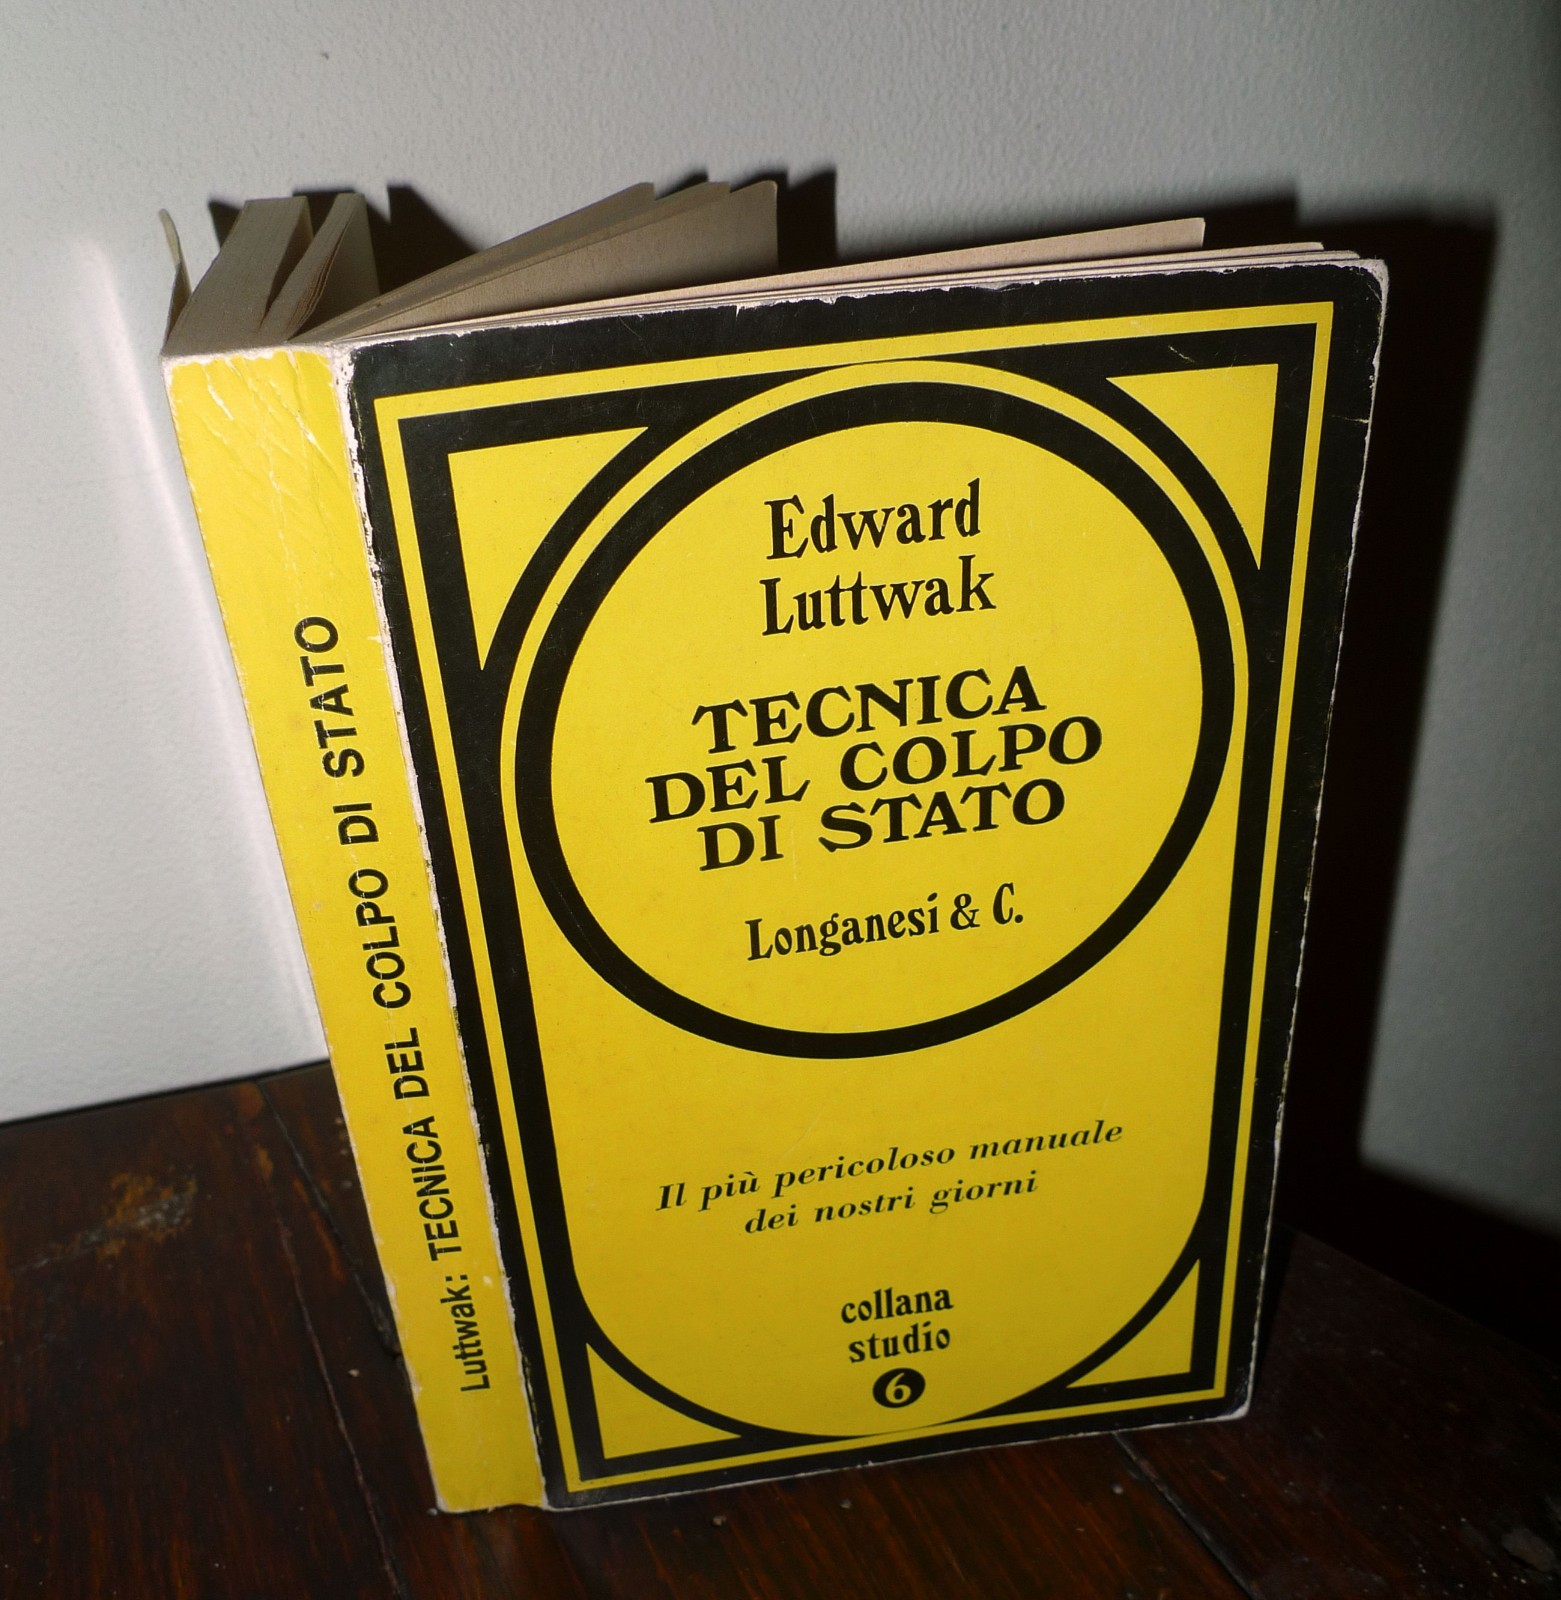 Luttwak: TECNICA DEL COLPO DI STATO
Edward
Luttwak
TECNICA
DEL COLPO
DI STATO
Longanesi & C.
Il più pericoloso manuale
dei nostri giorni
collana
studio
6